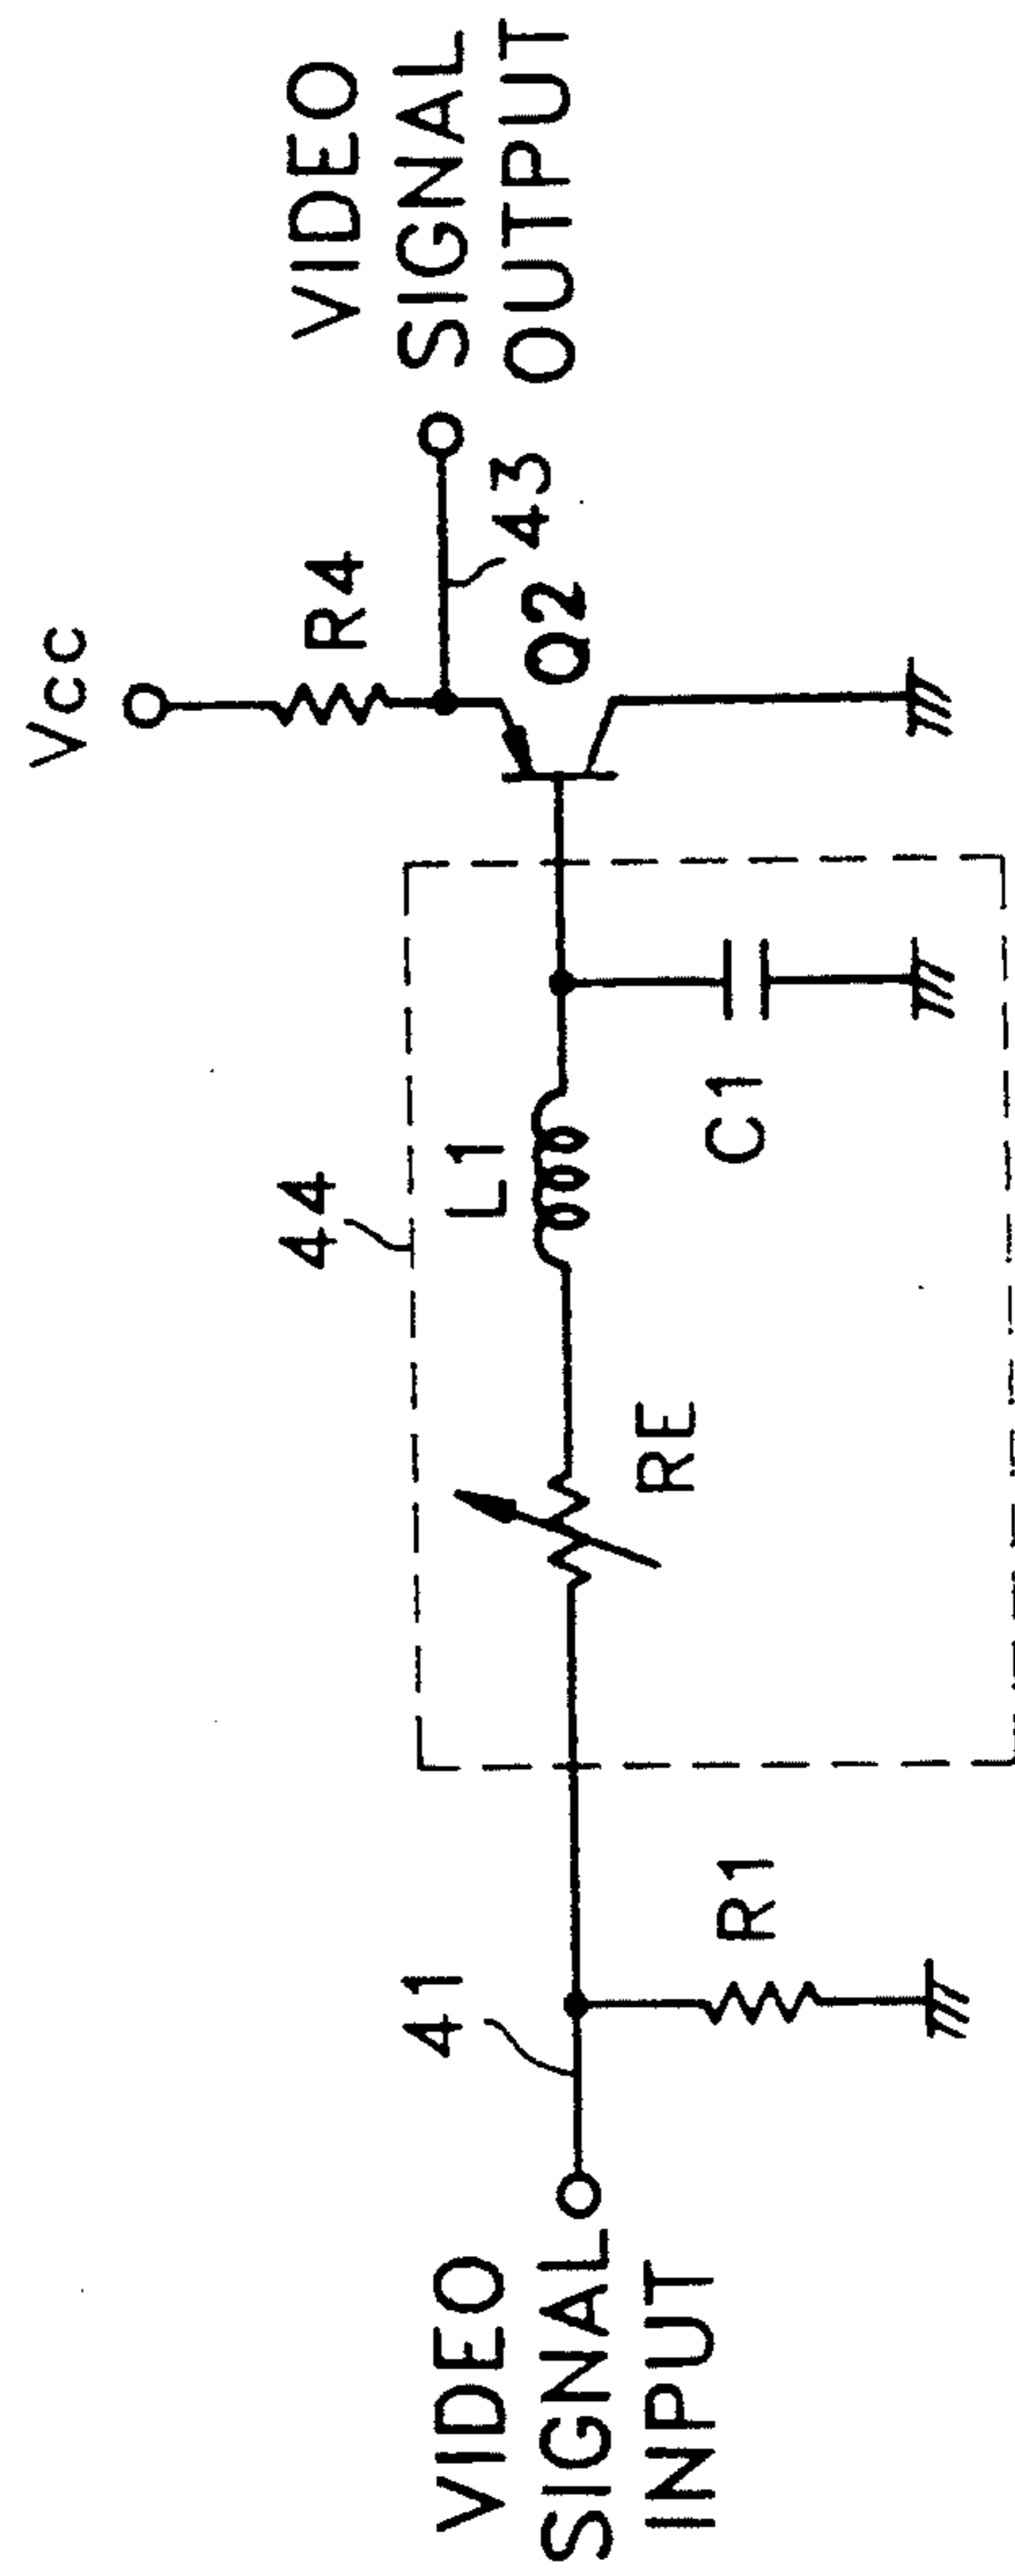 VIDEO
SIGNAL
INPUT
41
R1
44
RE
L1
C1
Vcc
R4
Q2
43
VIDEO
SIGNAL
OUTPUT